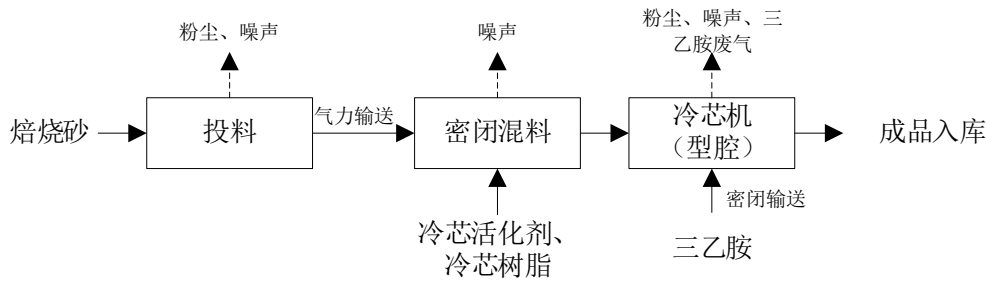 粉尘、噪声
噪声
粉尘、噪声、三
乙胺废气
焙烧砂
投料
气力输送
密闭混料
冷芯机
（型腔）
成品入库
冷芯活化剂、
冷芯树脂
密闭输送
三乙胺